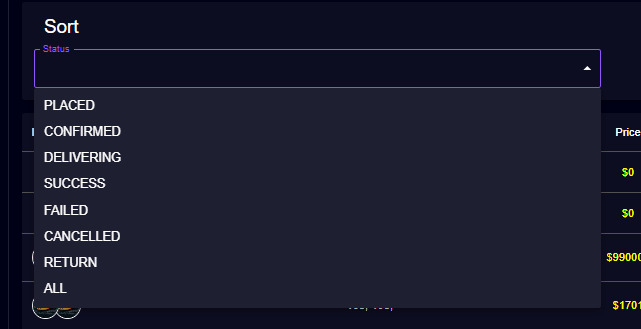 Sort
Status
PLACED
CONFIRMED
DELIVERING
SUCCESS
FAILED
CANCELLED
RETURN
ALL
Price
$0
$0
$9900
$1701